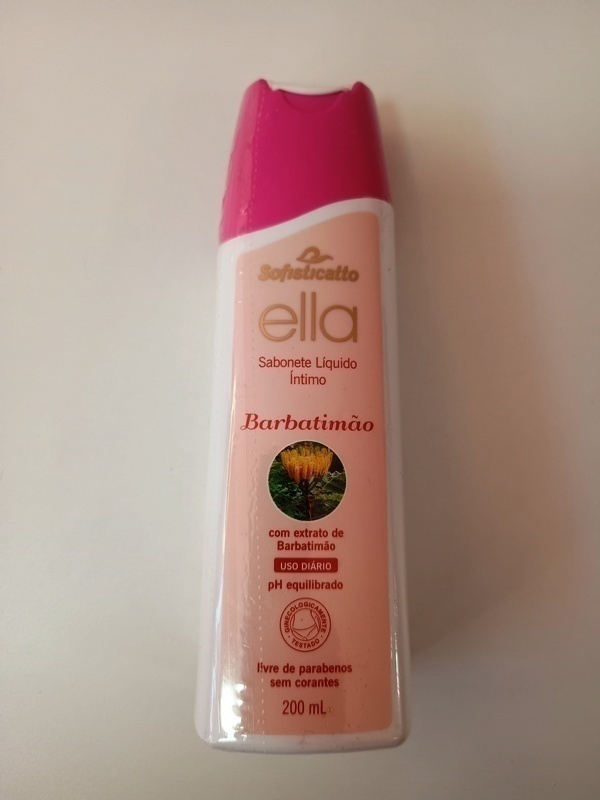 Sofisticatto
ella
Sabonete Líquido
Íntimo
Barbatimão
com extrato de
Barbatimão
USO DIÁRIO
pH equilibrado
GINECOLOGICAMENTE
TESTADO
livre de parabenos
sem corantes
200 mL